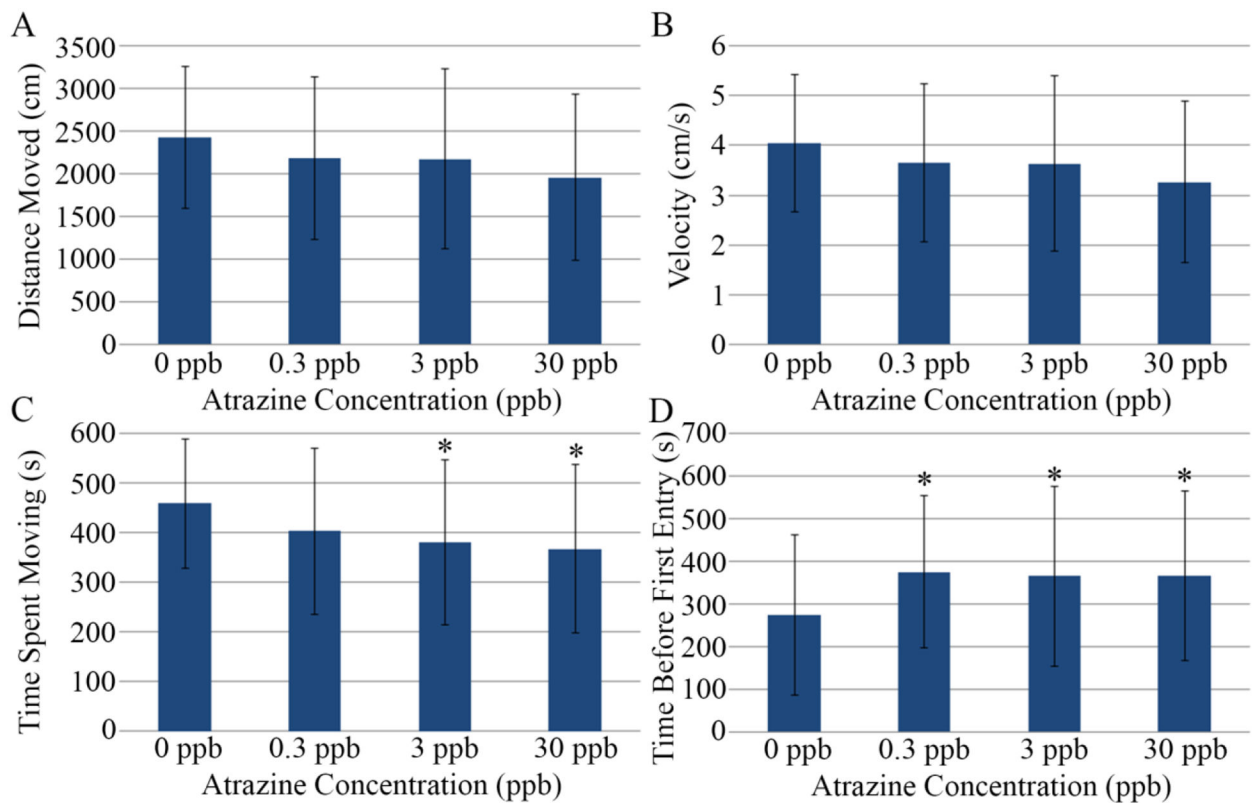 A
Distance Moved (cm)
3500
3000
2500
2000
1500
1000
500
0
0 ppb 0.3 ppb 3 ppb 30 ppb
Atrazine Concentration (ppb)
B
Velocity (cm/s)
6
5
4
3
2
1
0
0 ppb 0.3 ppb 3 ppb 30 ppb
Atrazine Concentration (ppb)
C
Time Spent Moving (s)
600
500
400
300
200
100
0
* *
0 ppb 0.3 ppb 3 ppb 30 ppb
Atrazine Concentration (ppb)
D
Time Before First Entry (s)
700
600
500
400
300
200
100
0
* * *
0 ppb 0.3 ppb 3 ppb 30 ppb
Atrazine Concentration (ppb)